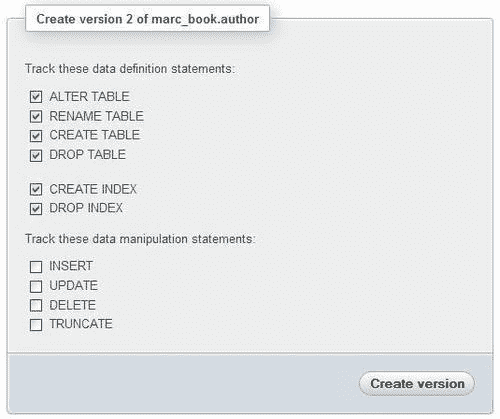 Create version 2 of marc_book.author
Track these data definition statements:
ALTER TABLE
RENAME TABLE
CREATE TABLE
DROP TABLE
CREATE INDEX
DROP INDEX
Track these data manipulation statements:
INSERT
UPDATE
DELETE
TRUNCATE
Create version